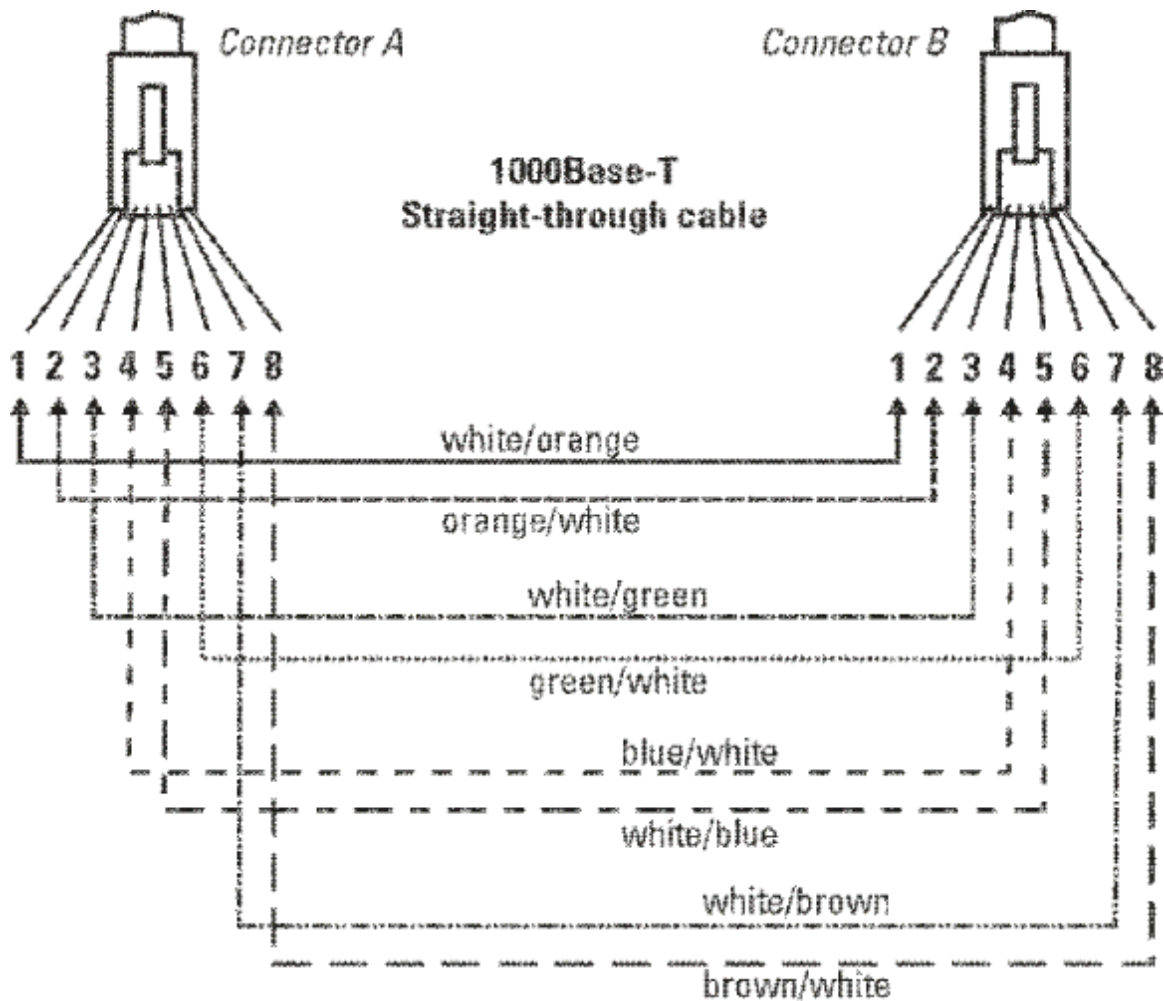 Connector A
Connector B
1000Base-T
Straight-through cable
1 2 3 4 5 6 7 8
1 2 3 4 5 6 7 8
white/orange
orange/white
white/green
green/white
blue/white
white/blue
white/brown
brown/white